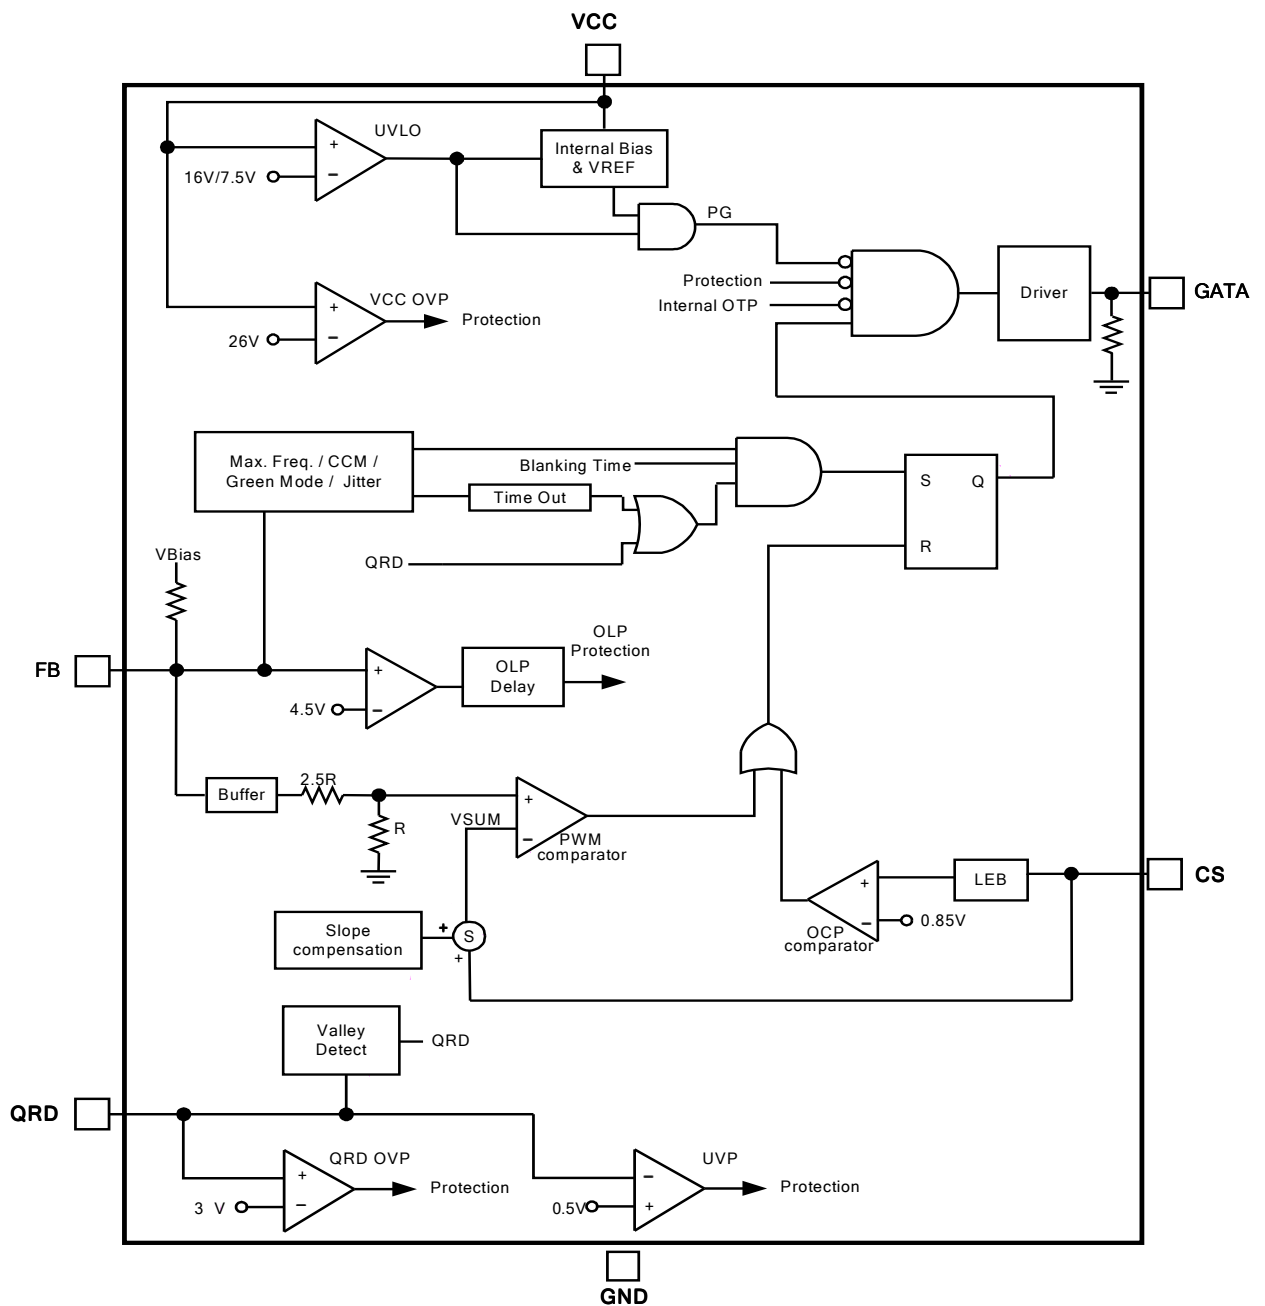 VCC
UVLO
+
16V/7.5V
−
Internal Bias
& VREF
PG
Protection
Internal OTP
Driver
GATA
VCC OVP
+
Protection
26V
−
Max. Freq. / CCM /
Green Mode / Jitter
Blanking Time
Time Out
QRD
S
Q
R
VBias
FB
OLP
Protection
+
OLP
Delay
4.5V
−
Buffer
2.5R
R
+
VSUM
−
PWM
comparator
LEB
CS
+
−
0.85V
OCP
comparator
Slope
compensation
+
S
+
Valley
Detect
QRD
QRD
QRD OVP
+
Protection
3 V
−
UVP
−
Protection
0.5V
+
GND